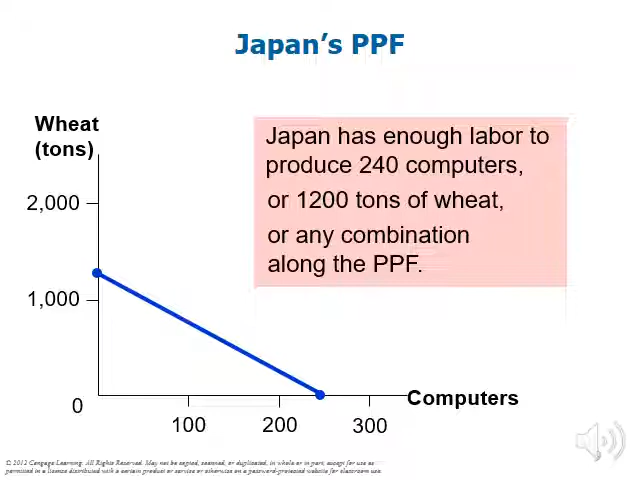 Japan's PPF
Wheat
(tons)
Japan has enough labor to
produce 240 computers,
or 1200 tons of wheat,
or any combination
along the PPF.
2,000
1,000
0
100
200
300
Computers
© 2012 Cengage Learning. All Rights Reserved. May not be copied, scanned, or duplicated, in whole or in part, except for use as
permitted in a license distributed with a certain product or service or otherwise on a password-protected website for classroom use.